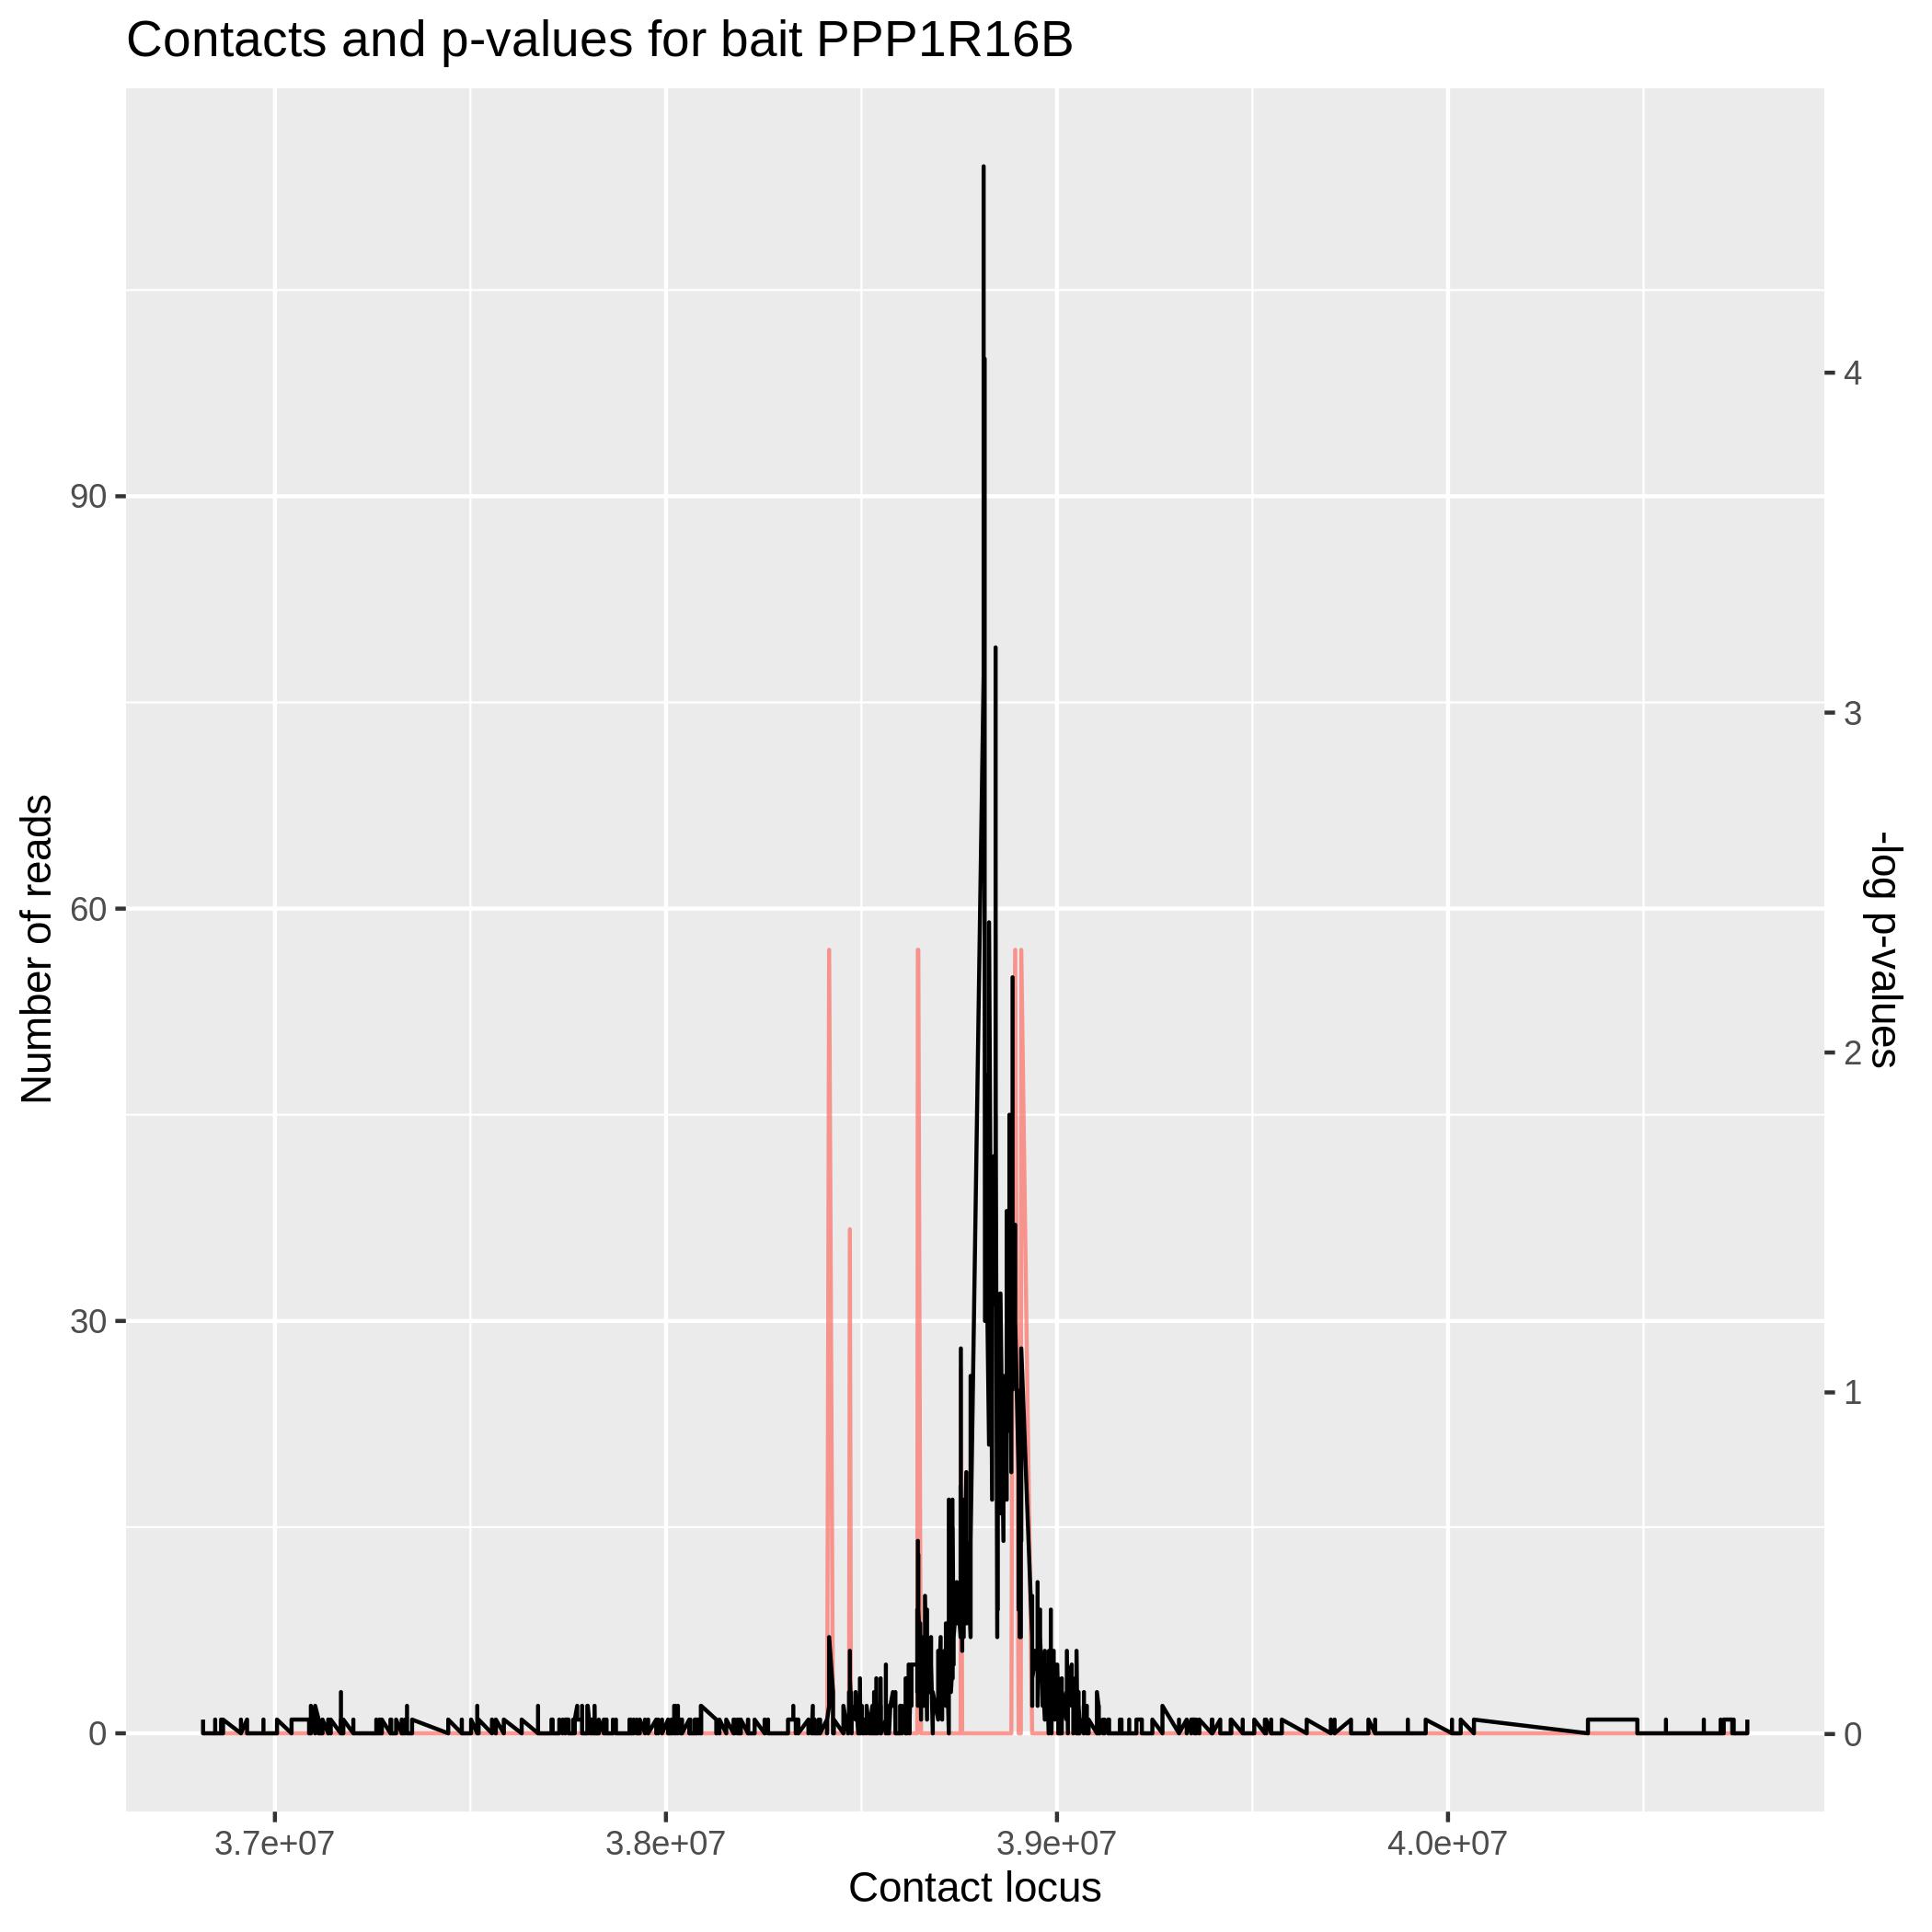 Contacts and p-values for bait PPP1R16B
Number of reads
90
60
30
0
4
3
2
1
0
-log p-values
3.7e+07
3.8e+07
3.9e+07
4.0e+07
Contact locus